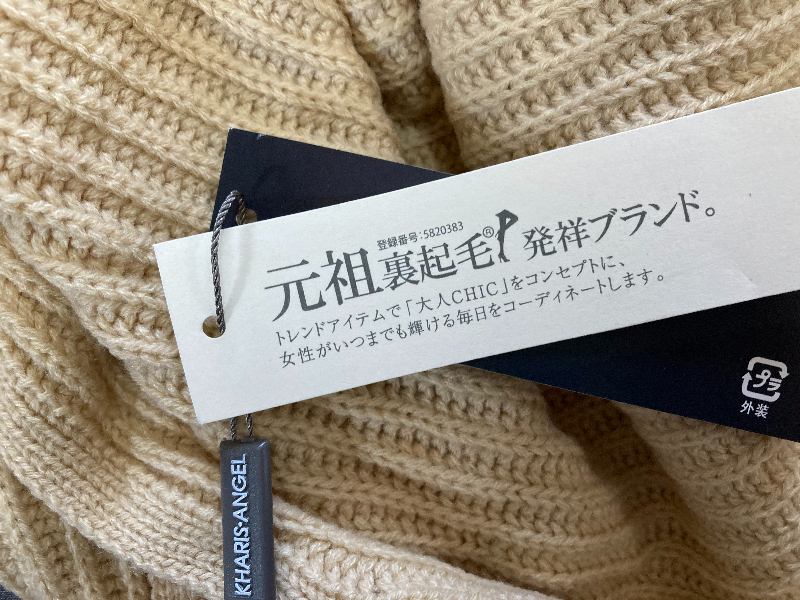 登録番号:5820383
元祖裏起毛® 発祥ブランド。
トレンドアイテムで「大人CHIC」をコンセプトに、
女性がいつまでも輝ける毎日をコーディネートします。
プラ
外装
KHARIS·ANGEL